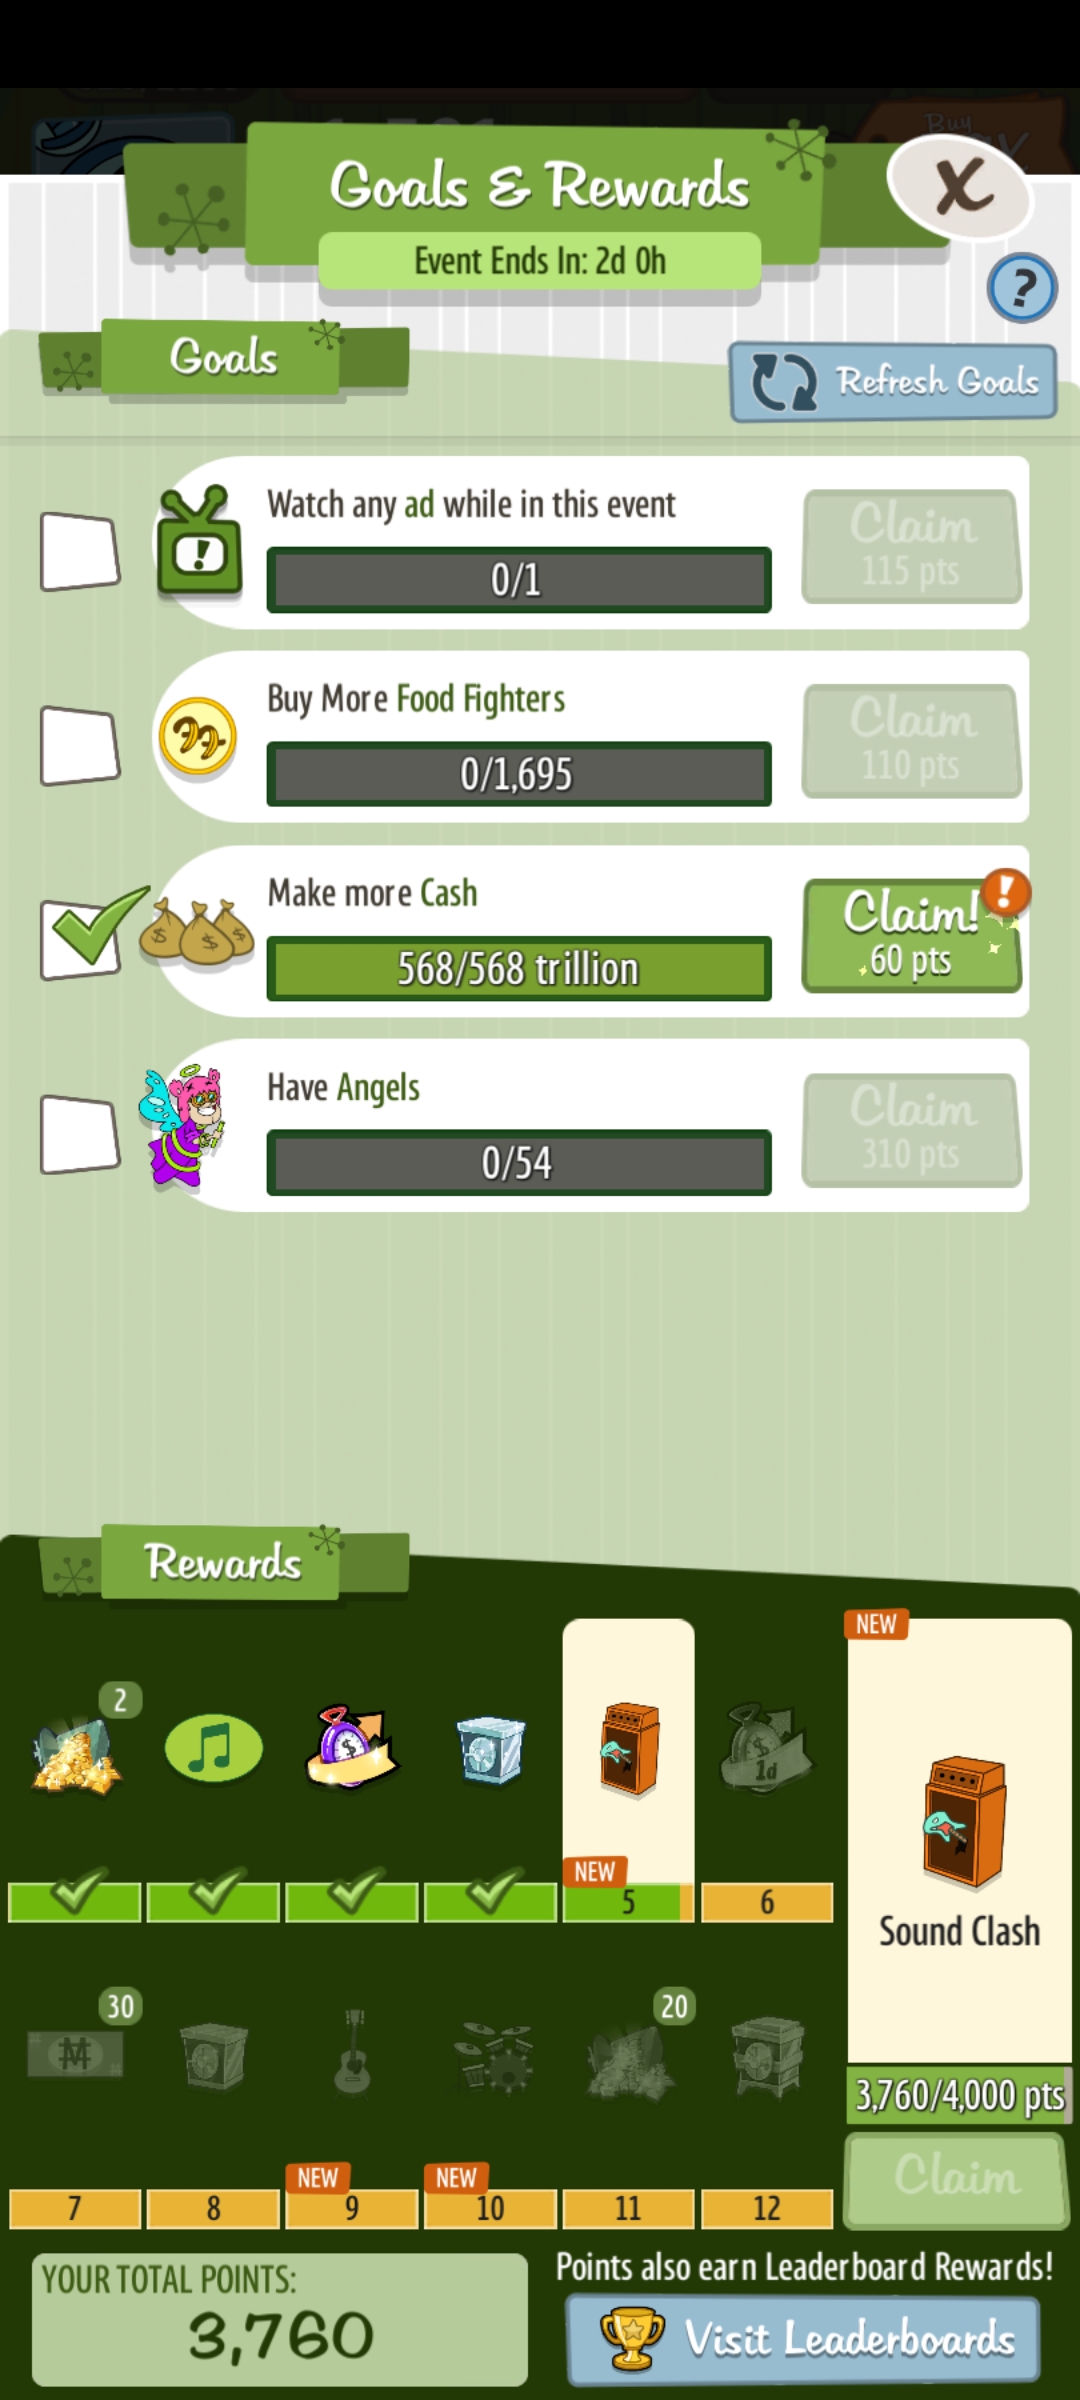 Buy
Goals & Rewards
X
Event Ends In: 2d 0h
?
Goals
Refresh Goals
Watch any ad while in this event
0/1
Claim
115 pts
Buy More Food Fighters
0/1,695
Claim
110 pts
Make more Cash
568/568 trillion
Claim!
60 pts
Have Angels
0/54
Claim
310 pts
Rewards
NEW
2
1d
NEW
5
6
Sound Clash
30
20
3,760/4,000 pts
Claim
NEW
NEW
7
8
9
10
11
12
YOUR TOTAL POINTS:
3,760
Points also earn Leaderboard Rewards!
Visit Leaderboards